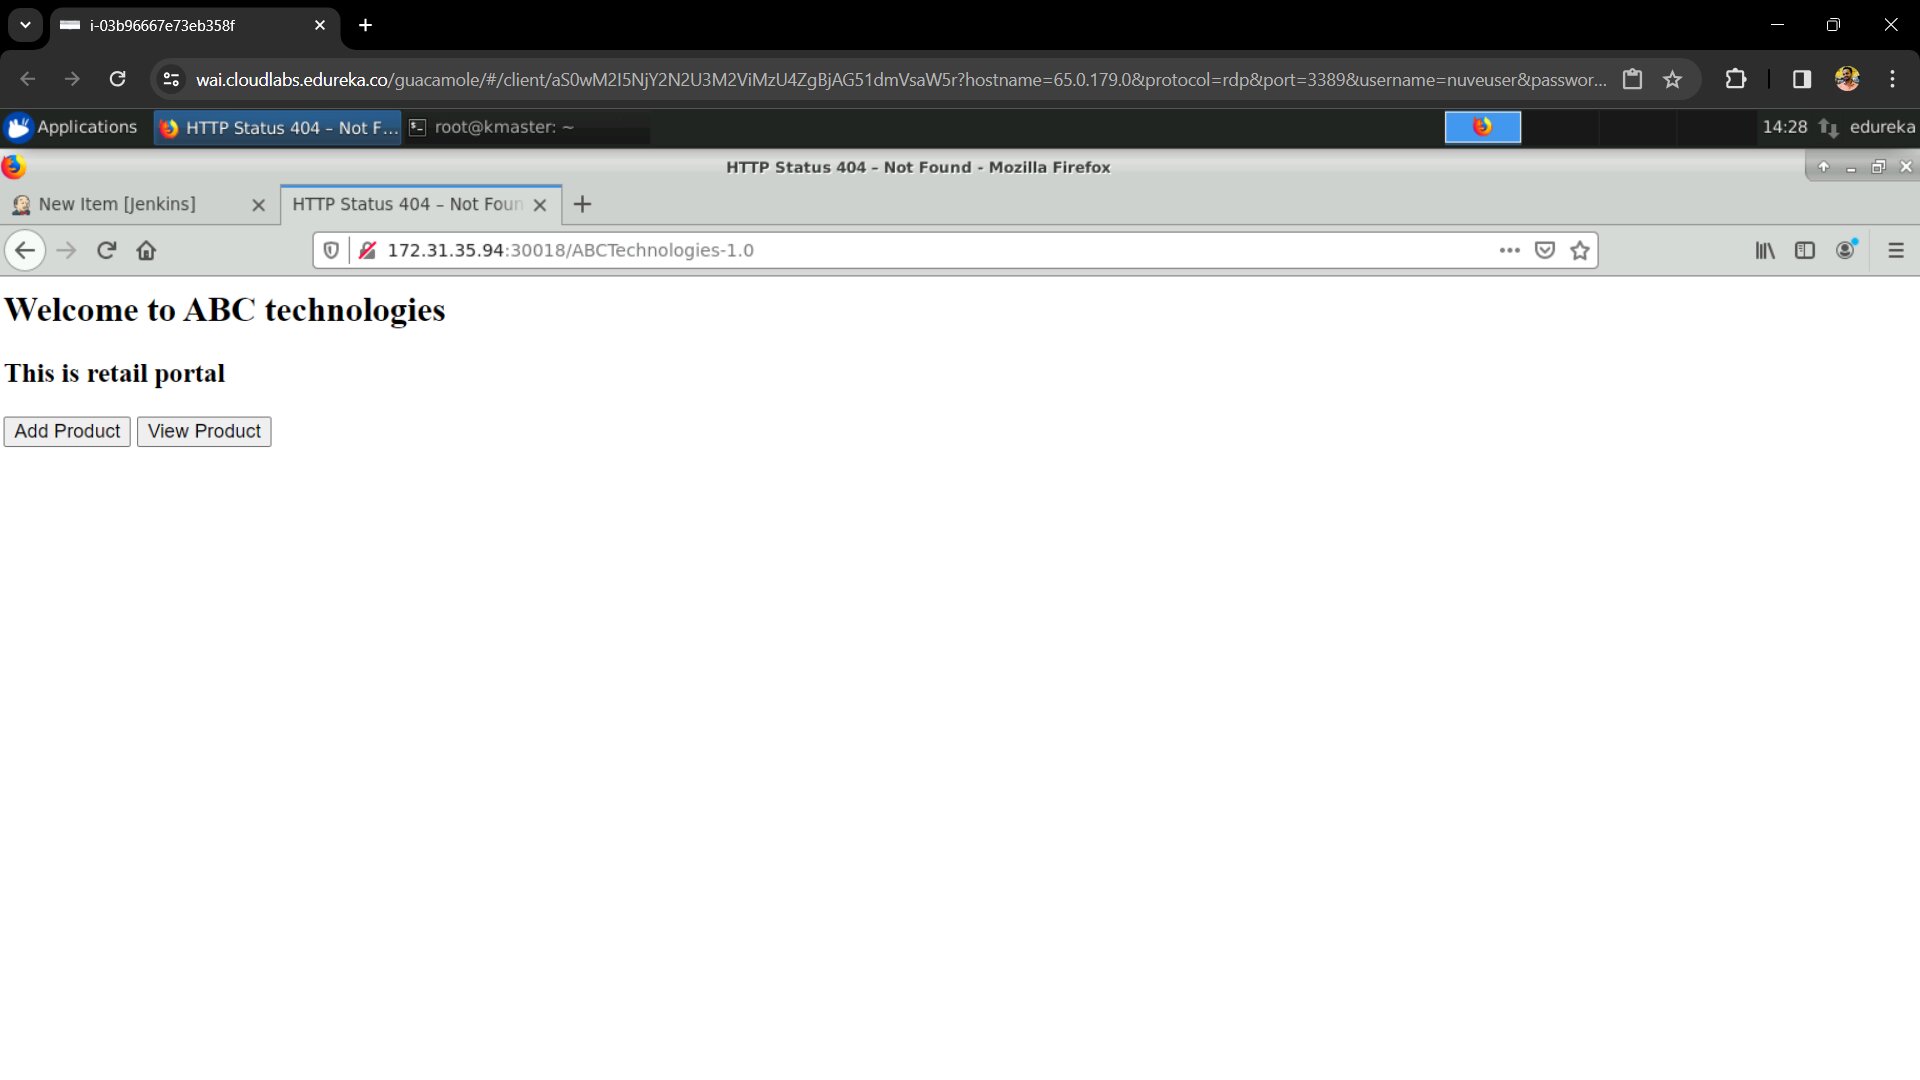 i-03b96667e73eb358f
wai.cloudlabs.edureka.co/guacamole/#/client/aS0wM2I5NjY2N2U3M2ViMzU4ZgBjAG51dmVsaW5r?hostname=65.0.179.0&protocol=rdp&port=3389&username=nuveuser&passwor...
Applications
HTTP Status 404 – Not F...
root@kmaster: ~
14:28
edureka
HTTP Status 404 – Not Found - Mozilla Firefox
New Item [Jenkins]
HTTP Status 404 – Not Foun
172.31.35.94:30018/ABCTechnologies-1.0
Welcome to ABC technologies
This is retail portal
Add Product
View Product